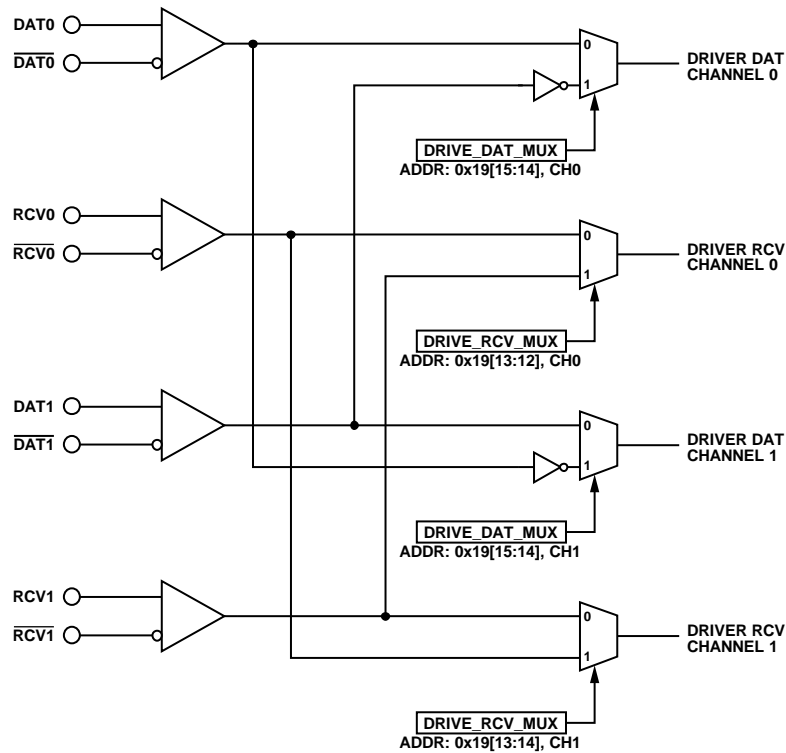 DAT0
DAT0
0
1
DRIVER DAT
CHANNEL 0
DRIVE_DAT_MUX
ADDR: 0x19[15:14], CH0
RCV0
RCV0
0
1
DRIVER RCV
CHANNEL 0
DRIVE_RCV_MUX
ADDR: 0x19[13:12], CH0
DAT1
DAT1
0
1
DRIVER DAT
CHANNEL 1
DRIVE_DAT_MUX
ADDR: 0x19[15:14], CH1
RCV1
RCV1
0
1
DRIVER RCV
CHANNEL 1
DRIVE_RCV_MUX
ADDR: 0x19[13:14], CH1